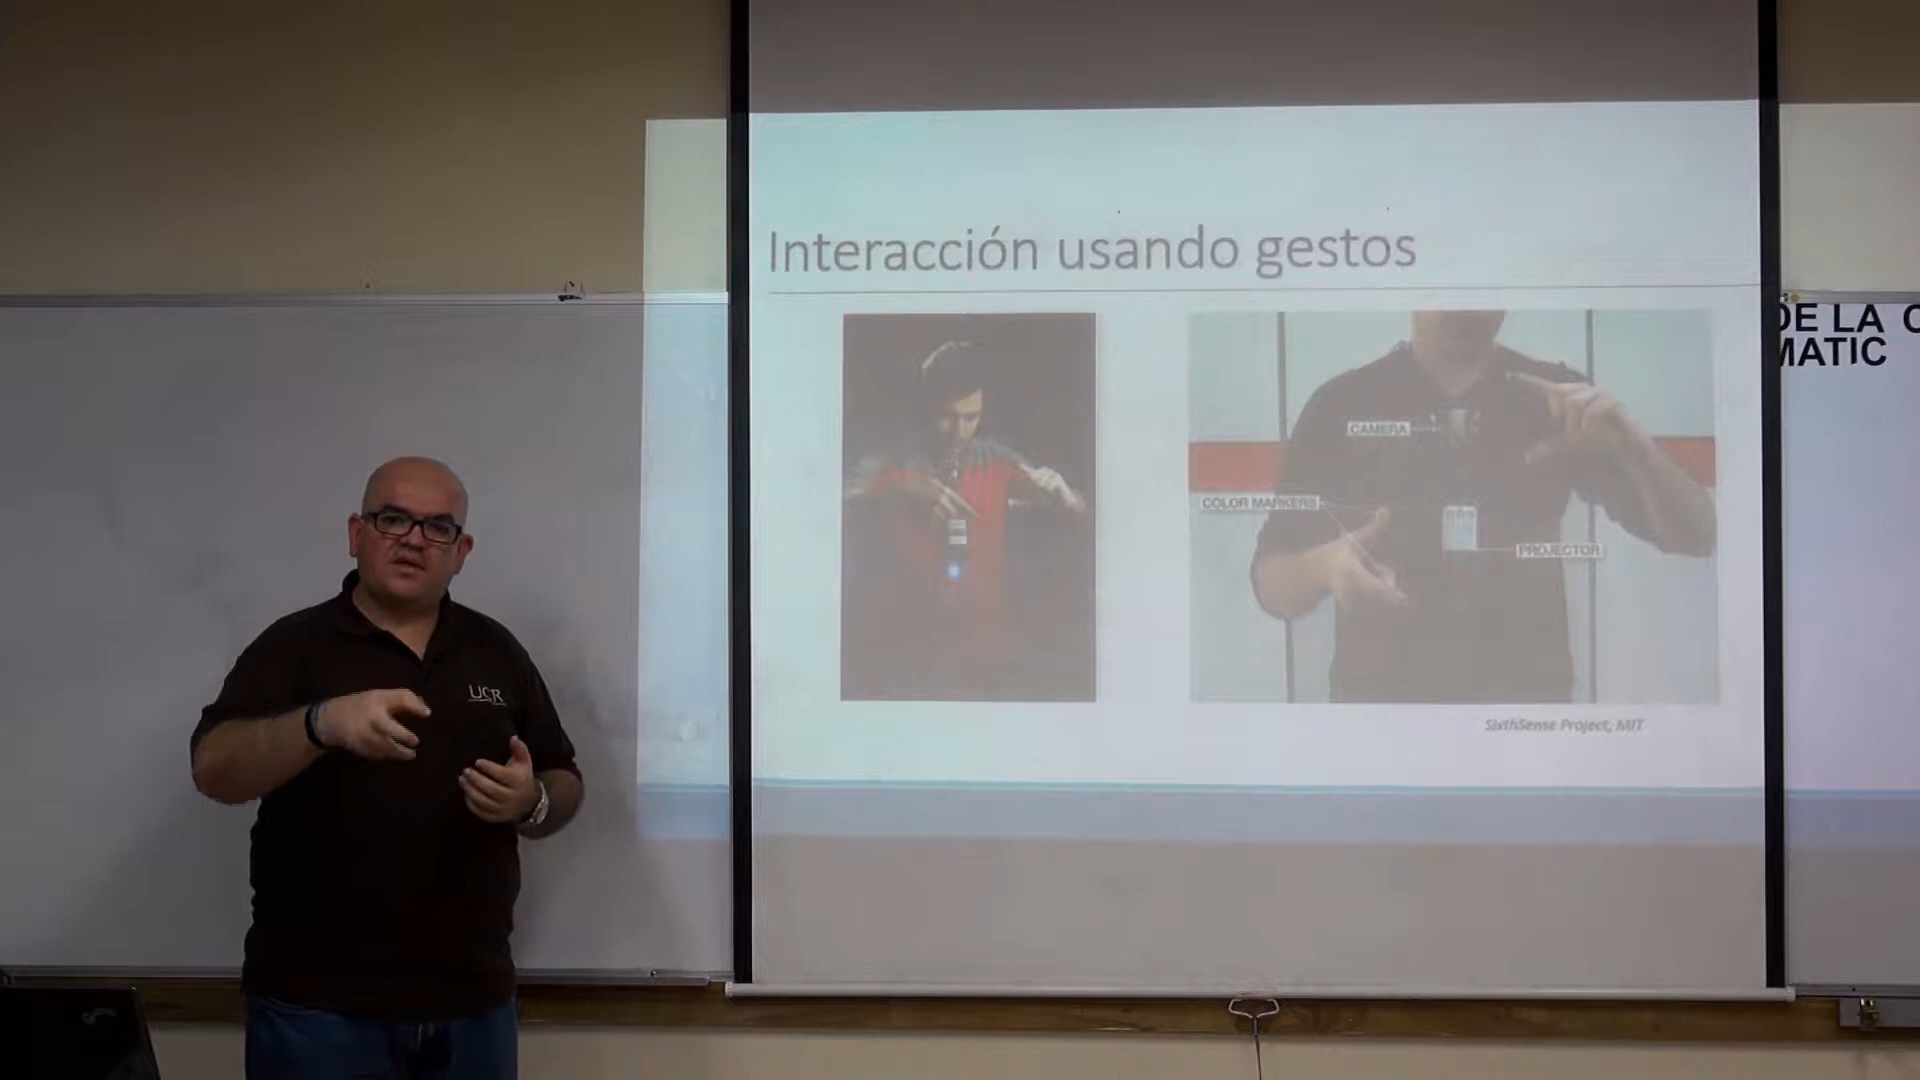 Interacción usando gestos
DE LA C
MATIC
CAMERA
COLOR MARKERS
PROJECTOR
UCR
SixthSense Project, MIT